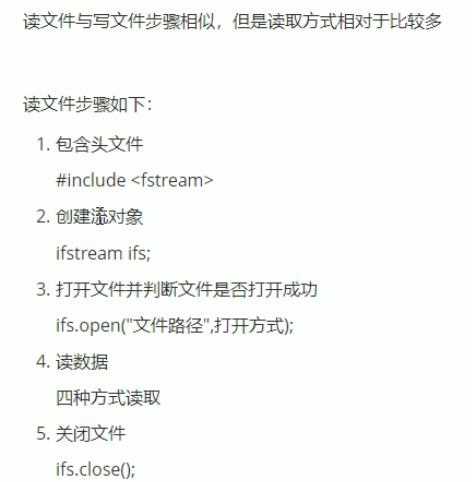 读文件与写文件步骤相似，但是读取方式相对于比较多
读文件步骤如下：
1. 包含头文件
#include <fstream>
2. 创建流对象
ifstream ifs;
3. 打开文件并判断文件是否打开成功
ifs.open("文件路径",打开方式);
4. 读数据
四种方式读取
5. 关闭文件
ifs.close();